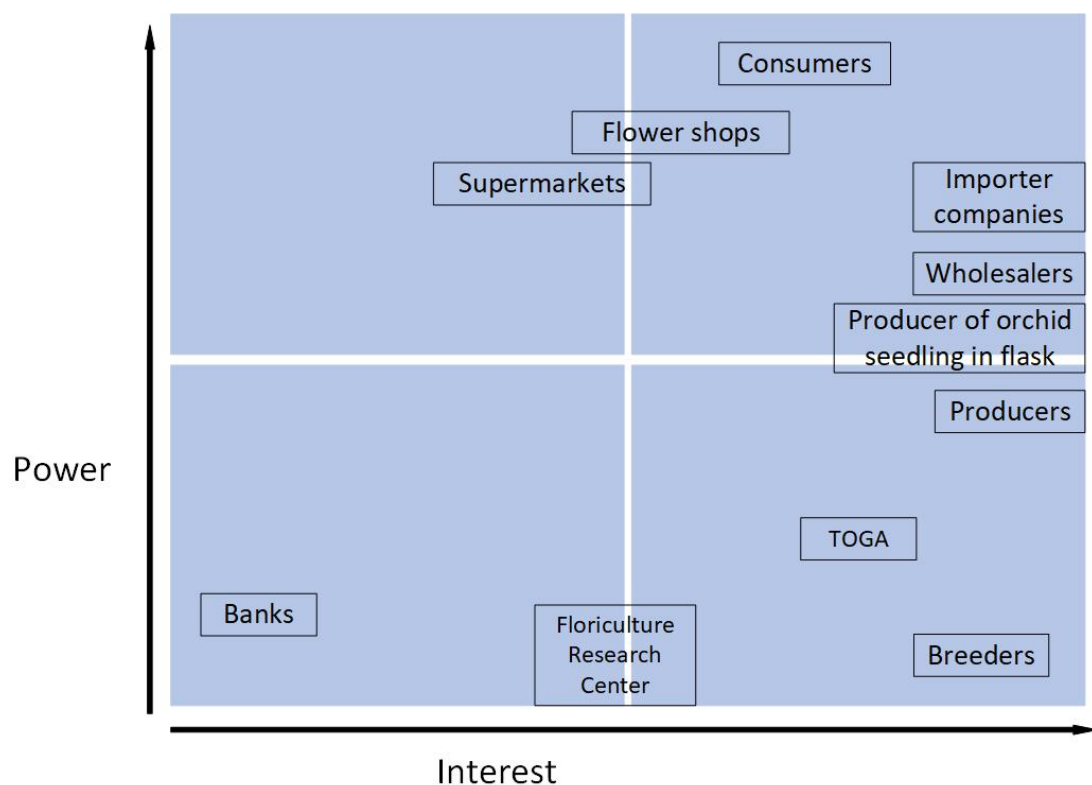 Consumers
Flower shops
Supermarkets
Importer
companies
Wholesalers
Producer of orchid
seedling in flask
Producers
Power
TOGA
Banks
Floriculture
Research
Center
Breeders
Interest